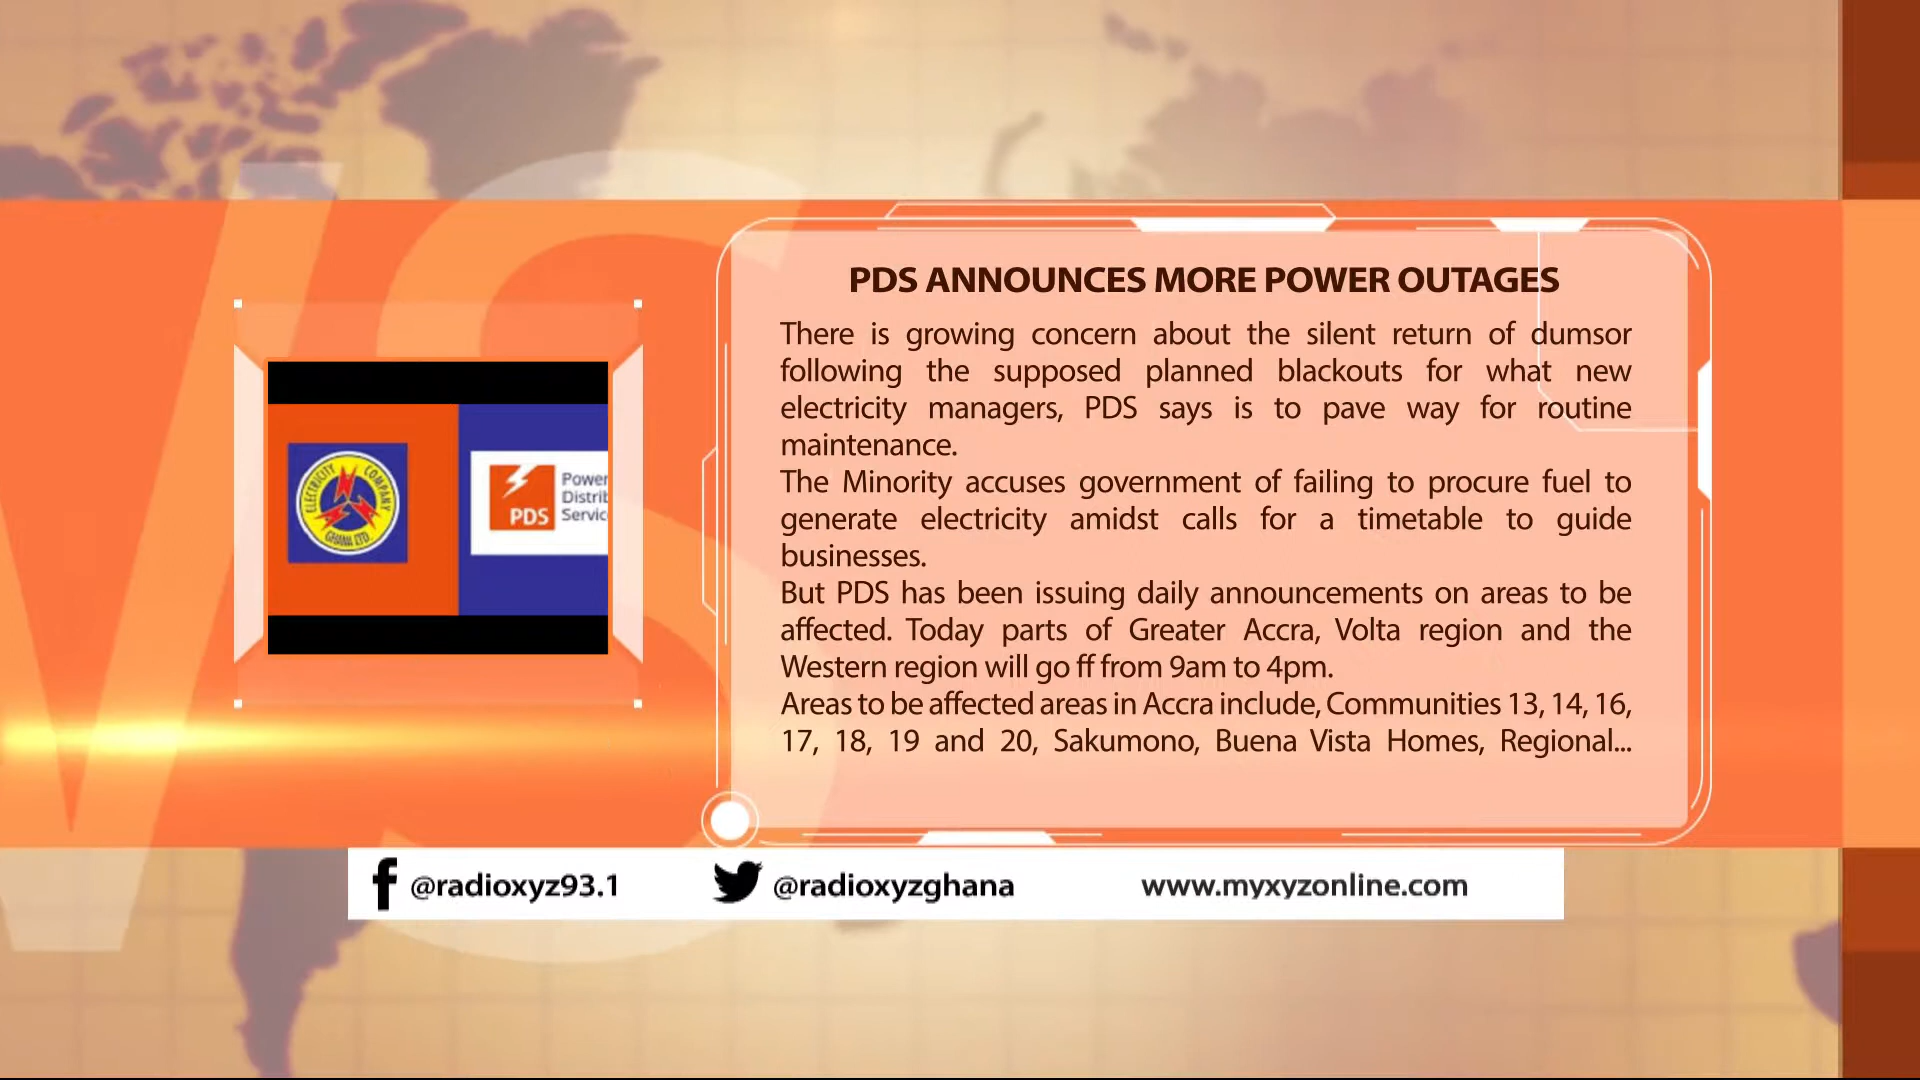 PDS ANNOUNCES MORE POWER OUTAGES
There is growing concern about the silent return of dumsor
following the supposed planned blackouts for what new
electricity managers, PDS says is to pave way for routine
maintenance.
The Minority accuses government of failing to procure fuel to
generate electricity amidst calls for a timetable to guide
businesses.
But PDS has been issuing daily announcements on areas to be
affected. Today parts of Greater Accra, Volta region and the
Western region will go ff from 9am to 4pm.
Areas to be affected areas in Accra include, Communities 13, 14, 16,
17, 18, 19 and 20, Sakumono, Buena Vista Homes, Regional...
ELECTRICITY COMPANY
GHANA LTD.
PDS
Power
Distrib
Servic
@radioxyz93.1
@radioxyzghana
www.myxyzonline.com